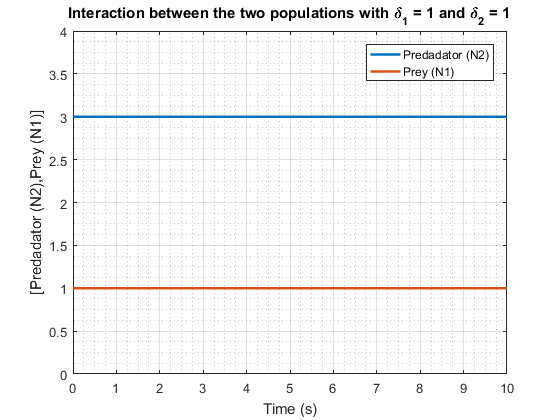 Interaction between the two populations with δ1 = 1 and δ2 = 1
4
3.5
3
2.5
2
1.5
1
0.5
0
[Predadator (N2),Prey (N1)]
Predadator (N2)
Prey (N1)
0 1 2 3 4 5 6 7 8 9 10
Time (s)